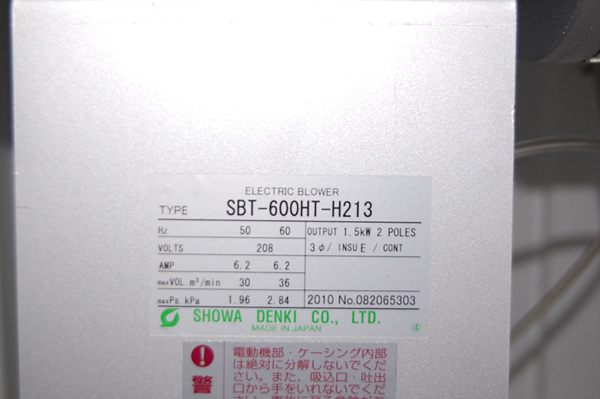 ELECTRIC BLOWER
TYPE SBT-600HT-H213
Hz 50 60 OUTPUT 1.5kW 2 POLES
VOLTS 208 3φ/ INSU E / CONT
AMP 6.2 6.2
maxVOL m³/min 30 36
maxPs kPa 1.96 2.84 2010 No.082065303
SHOWA DENKI CO., LTD.
MADE IN JAPAN ④
電動機部・ケーシング内部
は絶対に分解しないでくだ
さい。また、吸込口・吐出
口から手をいれないでくだ
警